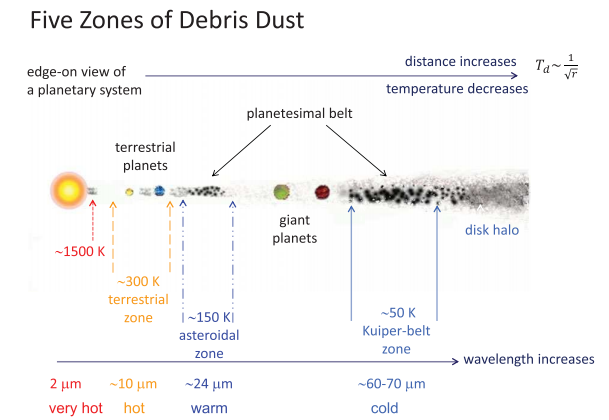 Five Zones of Debris Dust
edge-on view of
a planetary system
distance increases
temperature decreases
T_d ~ 1/√r
planetesimal belt
terrestrial
planets
giant
planets
disk halo
~1500 K
~300 K
terrestrial
zone
~150 K
asteroidal
zone
~50 K
Kuiper-belt
zone
wavelength increases
2 μm
~10 μm
~24 μm
~60-70 μm
very hot
hot
warm
cold